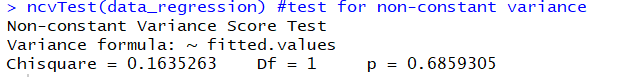 > ncvTest(data_regression) #test for non-constant variance
Non-constant Variance Score Test
Variance formula: ~ fitted.values
Chisquare = 0.1635263    Df = 1     p = 0.6859305